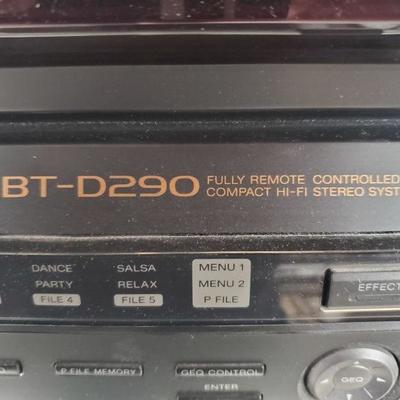 BT-D290 FULLY REMOTE CONTROLLED
COMPACT HI-FI STEREO SYST
DANCE SALSA MENU 1
PARTY RELAX MENU 2
FILE 4 FILE 5 P FILE
EFFECT
P FILE MEMORY GEQ CONTROL
ENTER
GEQ